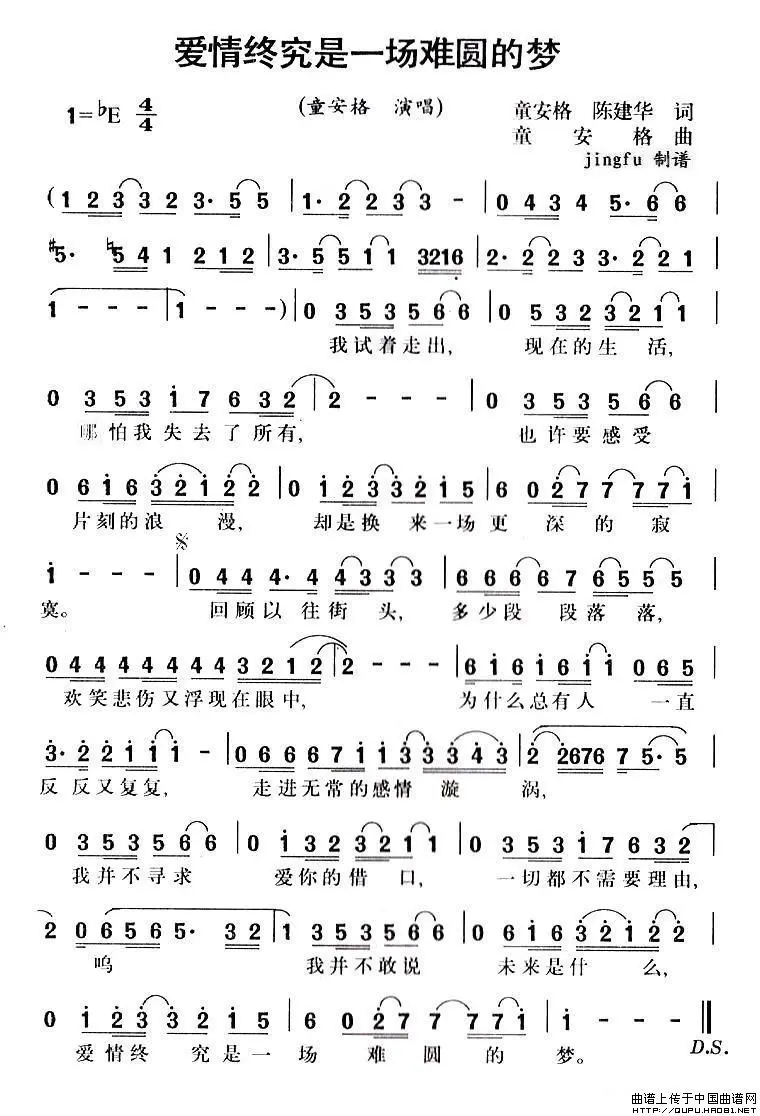 爱情终究是一场难圆的梦
1=♭E 4/4 (童安格 演唱) 童安格 陈建华 词
童安格 曲
jingfu 制谱
(1 2 3 3 2 3· 5 5 | 1· 2 2 3 3 - | 0 4 3 4 5· 6 6 |
♯5· ♮5 4 1 2 1 2 | 3· 5 5 1 1 3216 | 2· 2 2 3 3· 2 2 1 |
1 - - - | 1 - - -) | 0 3 5 3 5 6 6 | 0 5 3 2 3 2 1 1 |
我试着走出, 现在的生活,
0 3 5 3 1 7 6 3 2 | 2 - - - | 0 3 5 3 5 6 6 |
哪怕我失去了所有, 也许要感受
0 6 1 6 3 2 1 2 2 | 0 1 2 3 3 2 1 5 | 6 0 2 7 7 7 7 1 |
片刻的浪漫, 却是换来一场更深的寂
1 - - - | 0 4 4 4 4· 4 4 3 3 3 | 6 6 6 6 7 6 5 5 5 |
寞。 回顾以往街头, 多少段段落落,
0 4 4 4 4 4 4 4 3 2 1 2 | 2 - - - | 6 1 6 1 6 1 1 0 6 5 |
欢笑悲伤又浮现在眼中, 为什么总有人一直
3· 2 2 1 1 1 - | 0 6 6 6 7 1 1 3 3 3 3 4 3 | 2 2676 7 5· 5 |
反反又复复, 走进无常的感情漩涡,
0 3 5 3 5 6 6 | 0 1 3 2 3 2 1 1 | 0 3 5 3 1 7 6 3 2 |
我并不寻求 爱你的借口, 一切都不需要理由,
2 0 6 5 6 5· 3 2 | 1 3 5 3 5 6 6 | 0 6 1 6 3 2 1 2 2 |
呜 我并不敢说 未来是什么,
0 1 2 3 3 2 1 5 | 6 0 2 7 7 7 7 1 | 1 - - - ‖
爱情终究是一场难圆的梦。 D.S.
曲谱上传于中国曲谱网
HTTP://QUPU.HAO81.NET